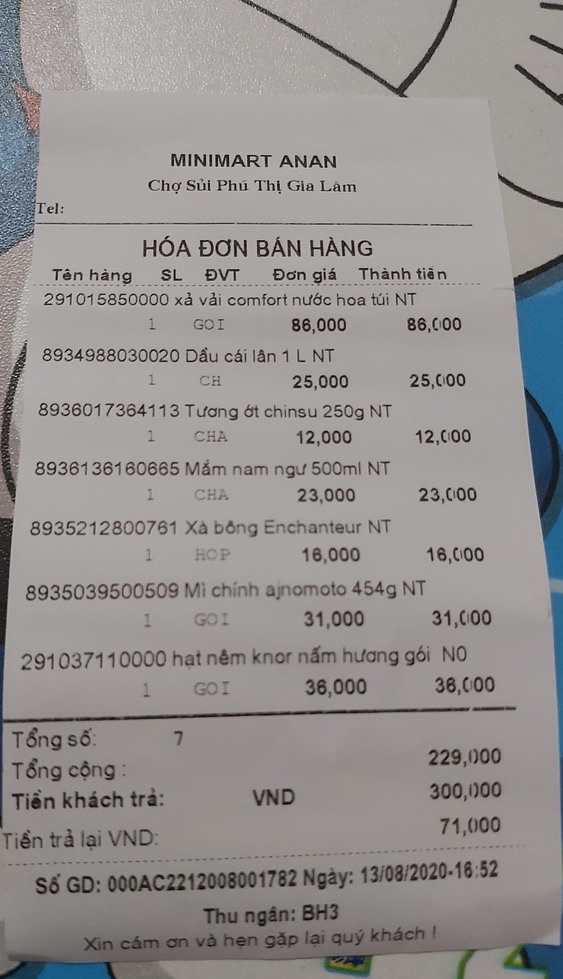 MINIMART ANAN
Chợ Sủi Phú Thị Gia Lâm
Tel:
HÓA ĐƠN BÁN HÀNG
Tên hàng SL ĐVT Đơn giá Thành tiền
291015850000 xả vải comfort nước hoa túi NT
1 GOI 86,000 86,000
8934988030020 Dầu cái lân 1 L NT
1 CH 25,000 25,000
8936017364113 Tương ớt chinsu 250g NT
1 CHA 12,000 12,000
8936136160665 Mắm nam ngư 500ml NT
1 CHA 23,000 23,000
8935212800761 Xà bông Enchanteur NT
1 HOP 16,000 16,000
8935039500509 Mì chính ajnomoto 454g NT
1 GOI 31,000 31,000
291037110000 hạt nêm knor nấm hương gói N0
1 GOI 36,000 36,000
Tổng số: 7
Tổng cộng : 229,000
Tiền khách trả: VND 300,000
Tiền trả lại VND: 71,000
Số GD: 000AC2212008001782 Ngày: 13/08/2020-16:52
Thu ngân: BH3
Xin cám ơn và hẹn gặp lại quý khách !